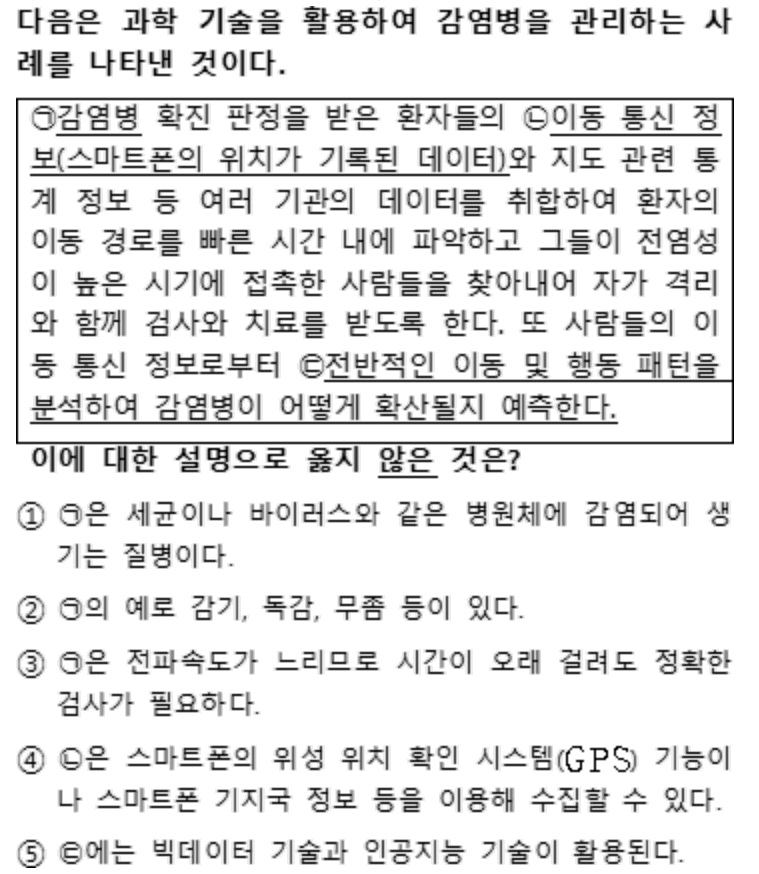 다음은 과학 기술을 활용하여 감염병을 관리하는 사
례를 나타낸 것이다.
㉠감염병 확진 판정을 받은 환자들의 ㉡이동 통신 정
보(스마트폰의 위치가 기록된 데이터)와 지도 관련 통
계 정보 등 여러 기관의 데이터를 취합하여 환자의
이동 경로를 빠른 시간 내에 파악하고 그들이 전염성
이 높은 시기에 접촉한 사람들을 찾아내어 자가 격리
와 함께 검사와 치료를 받도록 한다. 또 사람들의 이
동 통신 정보로부터 ㉢전반적인 이동 및 행동 패턴을
분석하여 감염병이 어떻게 확산될지 예측한다.
이에 대한 설명으로 옳지 않은 것은?
① ㉠은 세균이나 바이러스와 같은 병원체에 감염되어 생
기는 질병이다.
② ㉠의 예로 감기, 독감, 무좀 등이 있다.
③ ㉠은 전파속도가 느리므로 시간이 오래 걸려도 정확한
검사가 필요하다.
④ ㉡은 스마트폰의 위성 위치 확인 시스템(GPS) 기능이
나 스마트폰 기지국 정보 등을 이용해 수집할 수 있다.
⑤ ㉢에는 빅데이터 기술과 인공지능 기술이 활용된다.